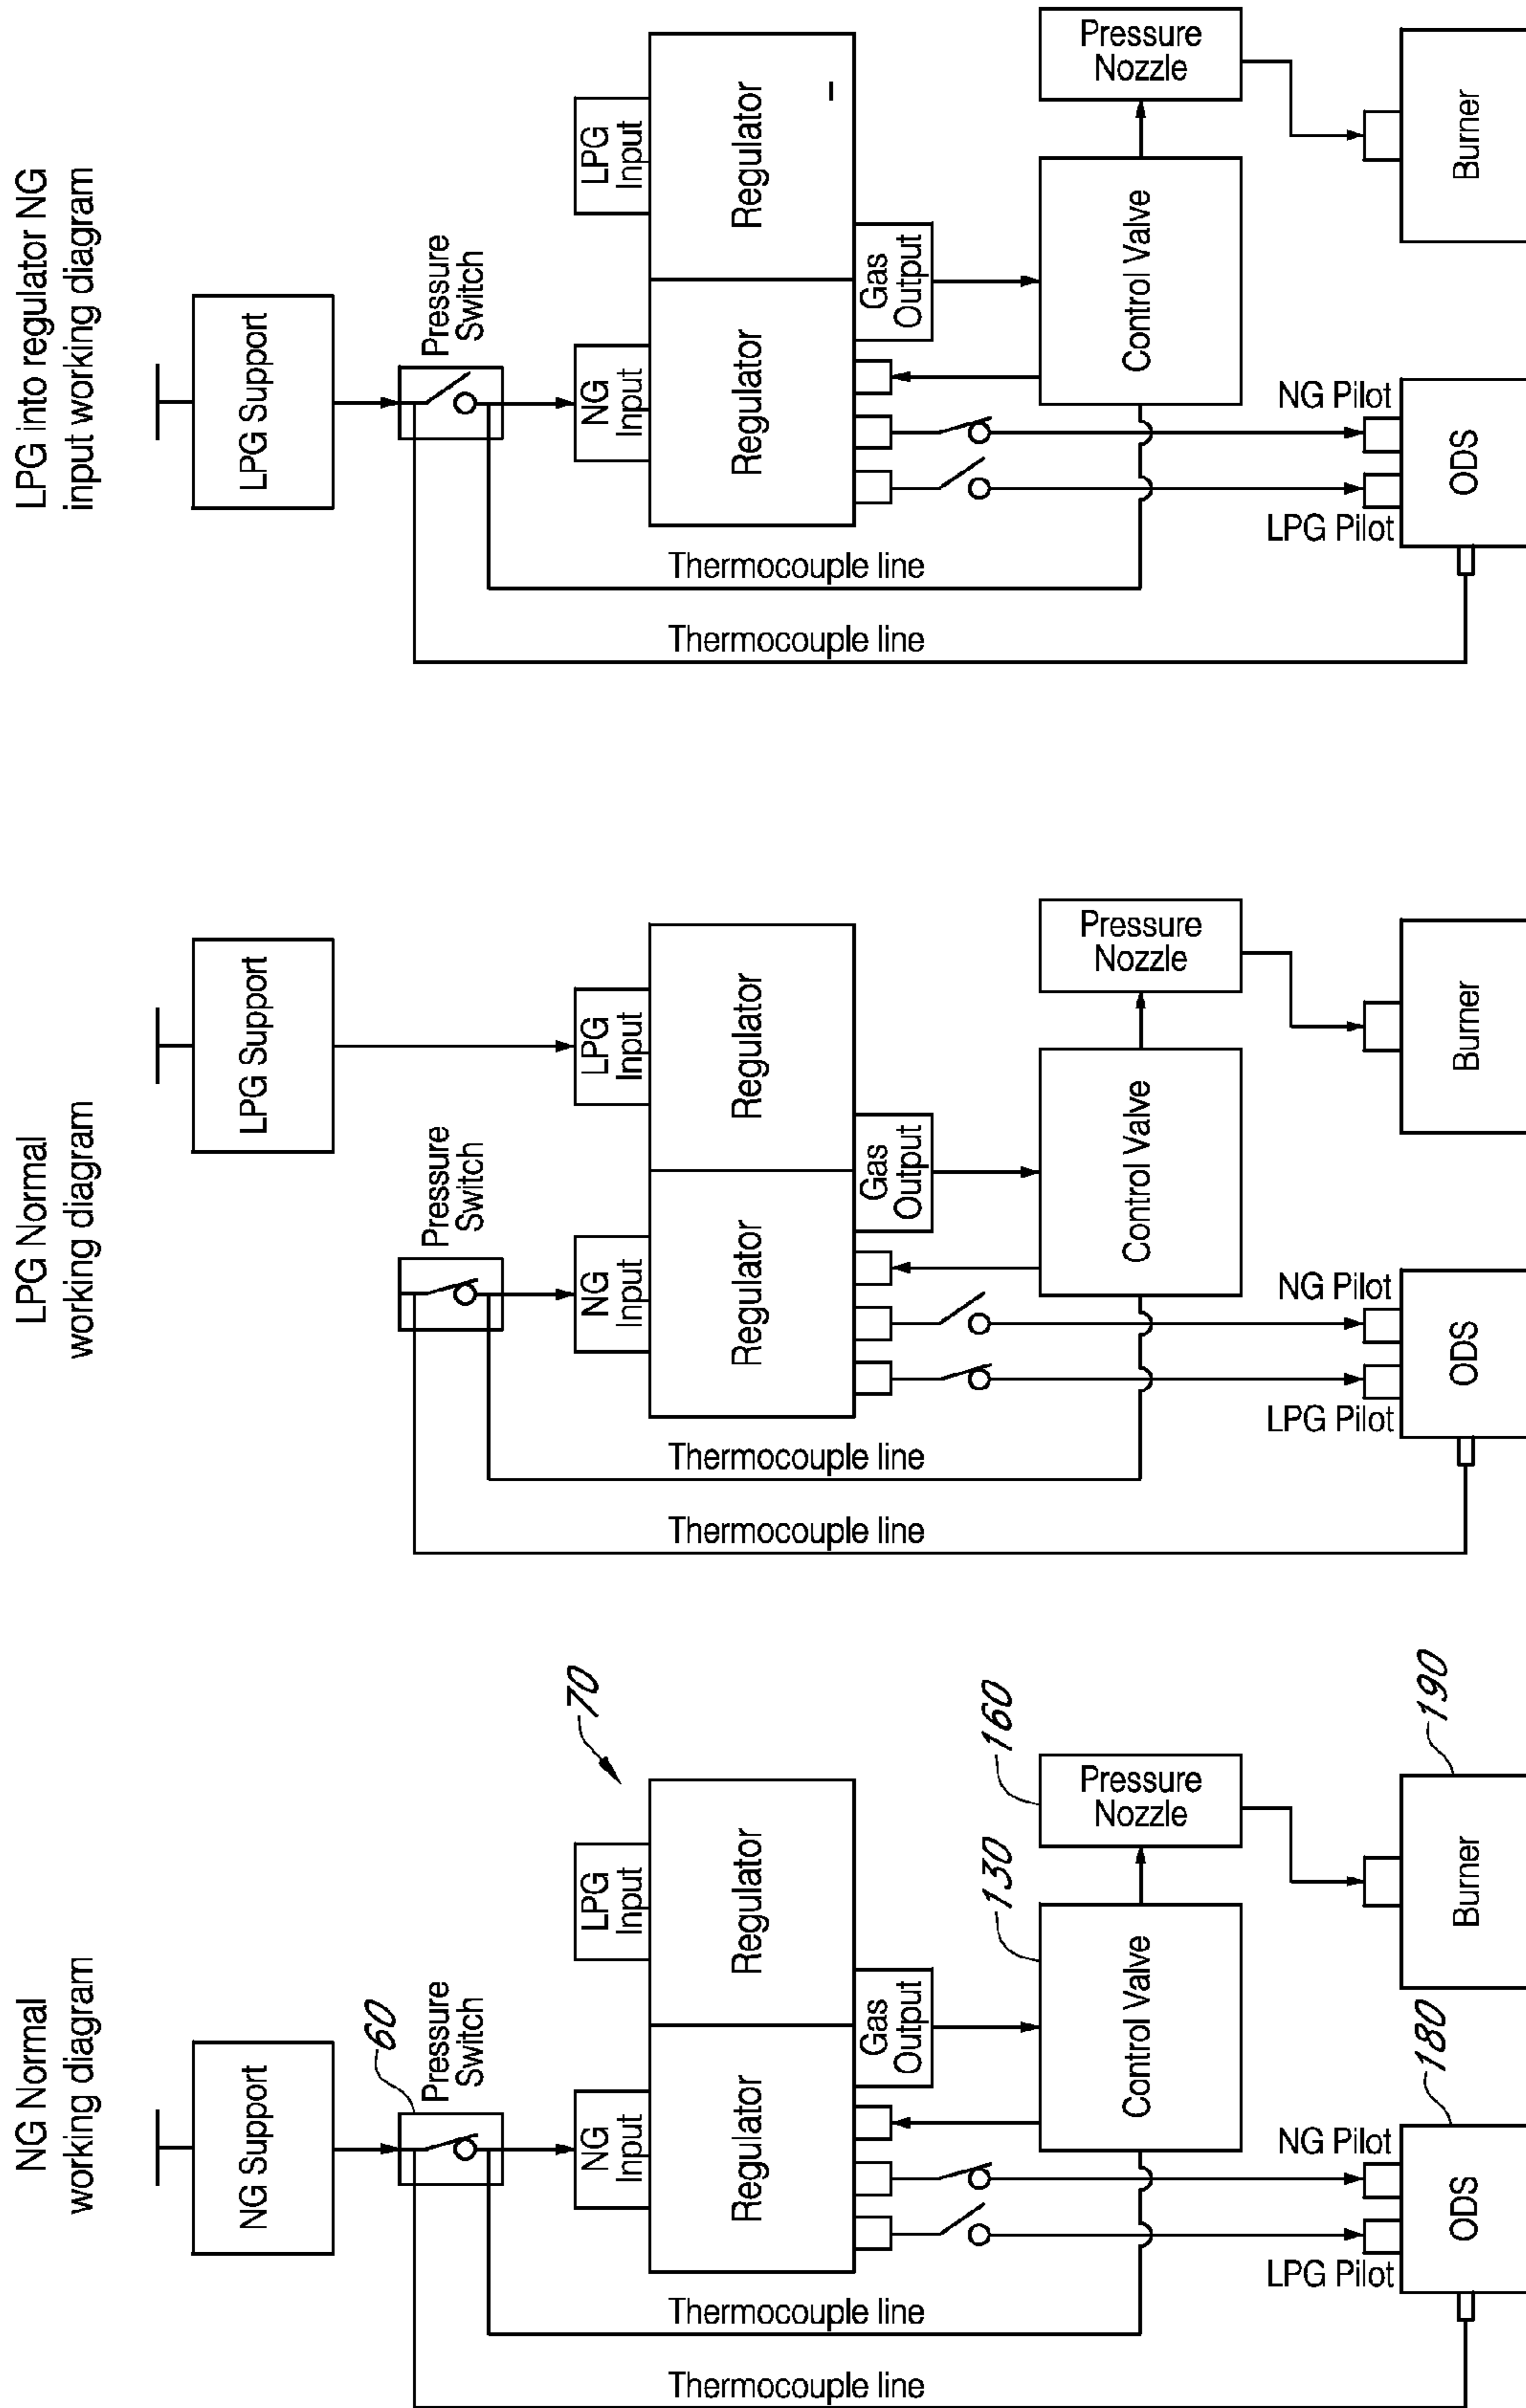 NG Normal
working diagram
NG Support
60
Pressure
Switch
70
NG
Input
LPG
Input
Regulator
Regulator
Gas
Output
Thermocouple line
Thermocouple line
130
Control Valve
160
Pressure
Nozzle
LPG Pilot
NG Pilot
180
ODS
190
Burner
LPG Normal
working diagram
LPG Support
Pressure
Switch
NG
Input
LPG
Input
Regulator
Regulator
Gas
Output
Thermocouple line
Thermocouple line
Control Valve
Pressure
Nozzle
LPG Pilot
NG Pilot
ODS
Burner
LPG into regulator NG
input working diagram
LPG Support
Pressure
Switch
NG
Input
LPG
Input
Regulator
Regulator
Gas
Output
Thermocouple line
Thermocouple line
Control Valve
Pressure
Nozzle
LPG Pilot
NG Pilot
ODS
Burner